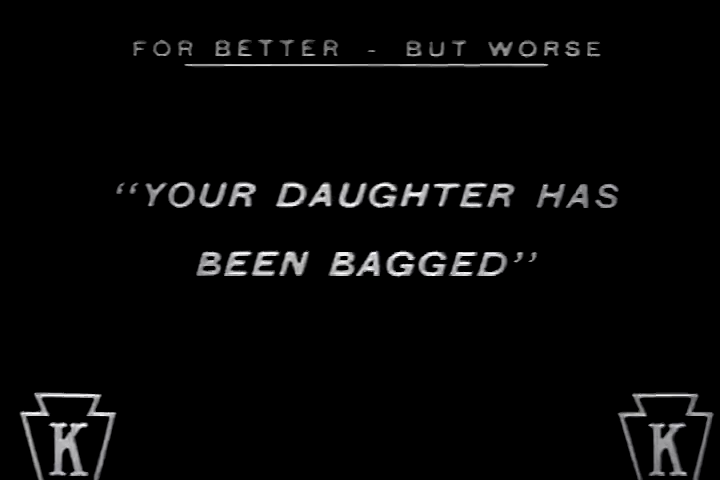 FOR BETTER - BUT WORSE
"YOUR DAUGHTER HAS
BEEN BAGGED"
K K